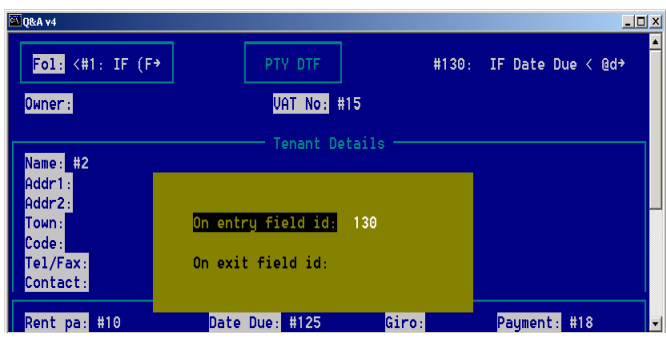 Q&A v4
Fol: <#1: IF (F→ PTY DTF #130: IF Date Due < @d→
Owner: VAT No: #15
Tenant Details
Name: #2
Addr1:
Addr2:
Town:
Code:
Tel/Fax:
Contact:
On entry field id: 130
On exit field id:
Rent pa: #10 Date Due: #125 Giro: Payment: #18